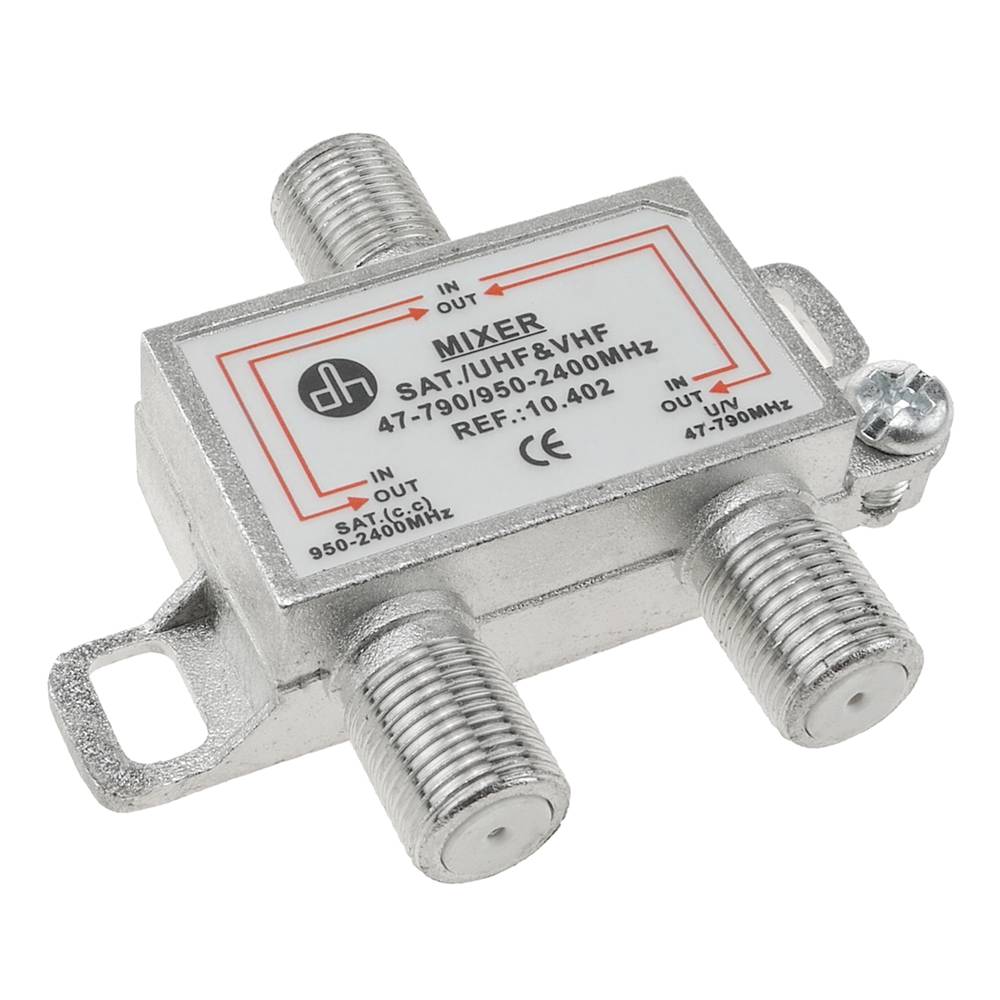 IN
OUT
MIXER
SAT./UHF&VHF
47-790/950-2400MHz
REF.:10.402
CE
dh
IN
OUT
SAT.(c.c)
950-2400MHz
IN
OUT
U/V
47-790MHz